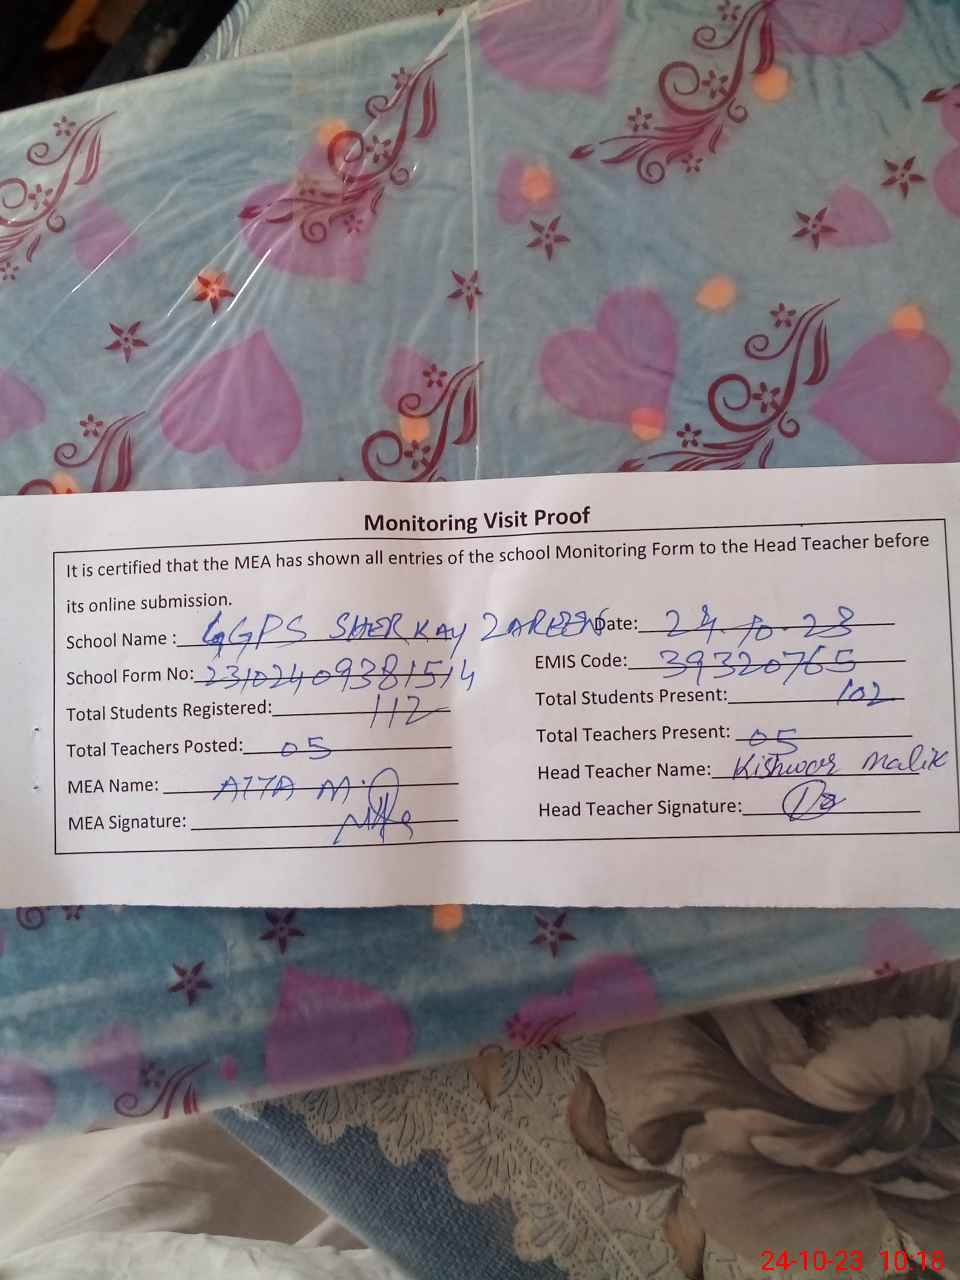 Monitoring Visit Proof
It is certified that the MEA has shown all entries of the school Monitoring Form to the Head Teacher before
its online submission.
School Name : GGPS SHER KAY ZAREEN Date: 24-10-23
School Form No: 23102409381514 EMIS Code: 39320765
Total Students Registered: 112 Total Students Present: 102
Total Teachers Posted: 05 Total Teachers Present: 05
MEA Name: ATTA M. Head Teacher Name: Kishwar Malik
MEA Signature: Head Teacher Signature:
24-10-23 10:18